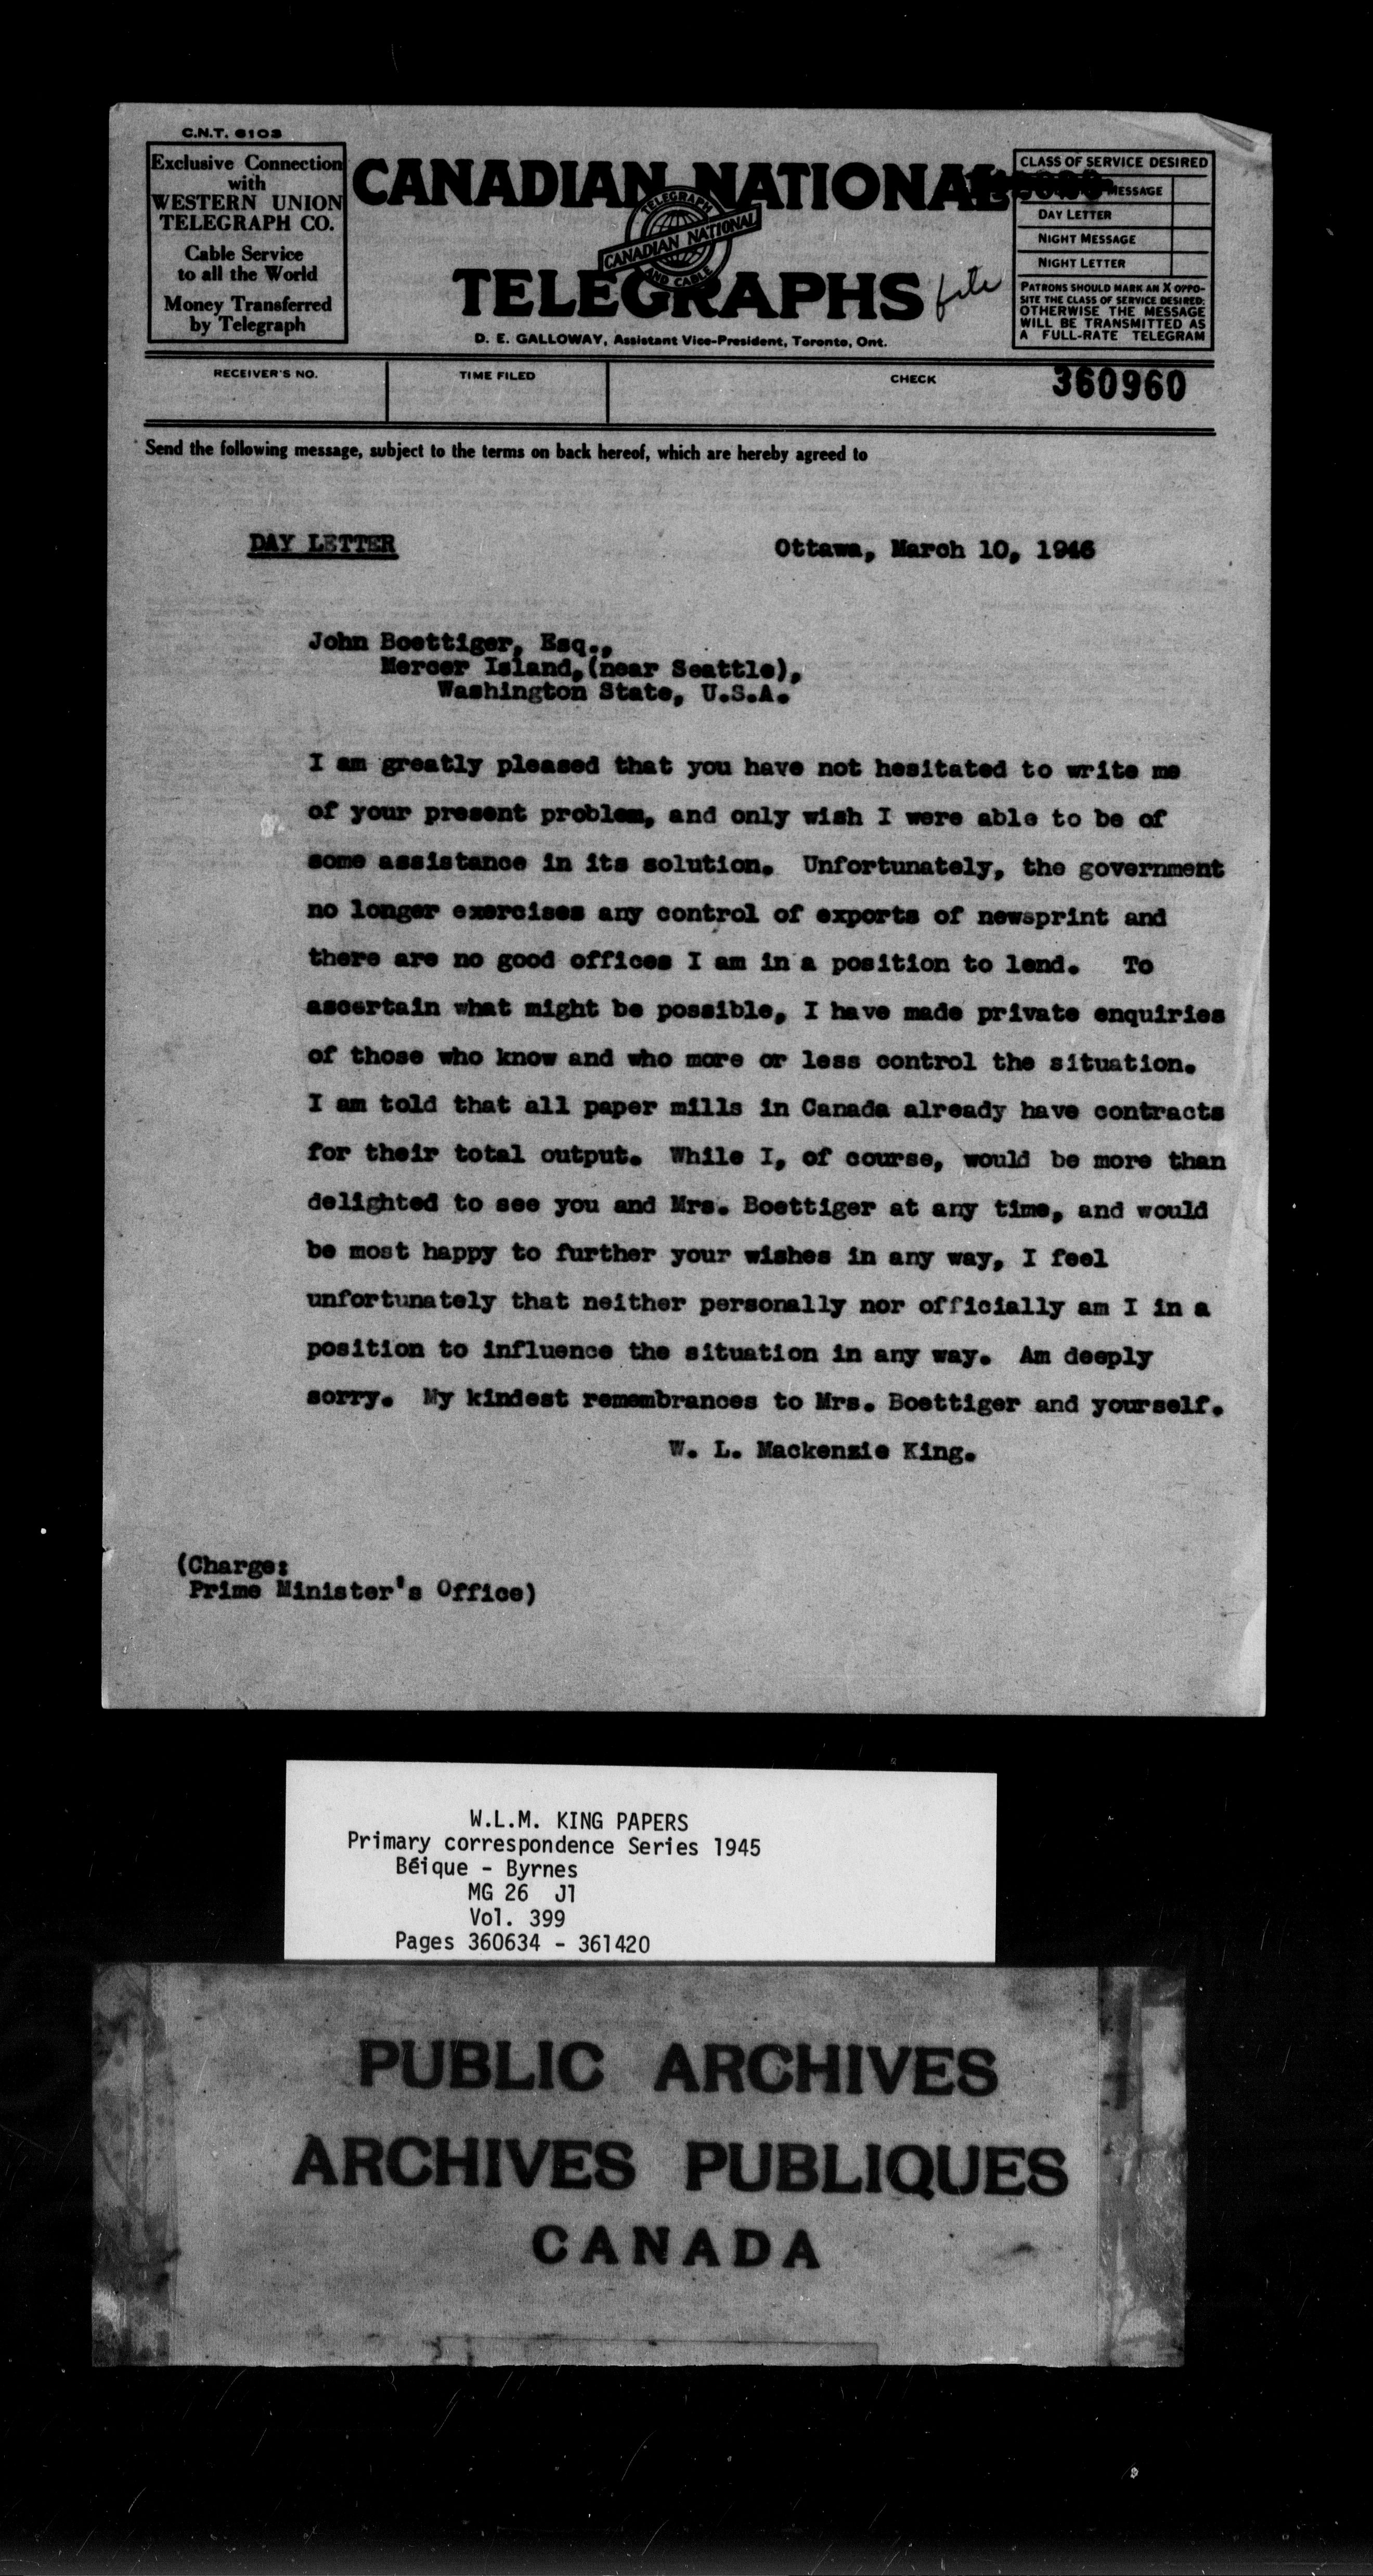 C.N.T. 6103
Exclusive Connection
with
WESTERN UNION
TELEGRAPH CO.
Cable Service
to all the World
Money Transferred
by Telegraph
CANADIAN NATIONAL
TELEGRAPH
CANADIAN NATIONAL
AND CABLE
TELEGRAPHS
file
D. E. GALLOWAY, Assistant Vice-President, Toronto, Ont.
CLASS OF SERVICE DESIRED
MESSAGE
DAY LETTER
NIGHT MESSAGE
NIGHT LETTER
PATRONS SHOULD MARK AN X OPPO-
SITE THE CLASS OF SERVICE DESIRED;
OTHERWISE THE MESSAGE
WILL BE TRANSMITTED AS
A FULL-RATE TELEGRAM
RECEIVER'S NO.
TIME FILED
CHECK
360960
Send the following message, subject to the terms on back hereof, which are hereby agreed to
DAY LETTER
Ottawa, March 10, 1946
John Boettiger, Esq.,
Mercer Island,(near Seattle),
Washington State, U.S.A.
I am greatly pleased that you have not hesitated to write me
of your present problem, and only wish I were able to be of
some assistance in its solution. Unfortunately, the government
no longer exercises any control of exports of newsprint and
there are no good offices I am in a position to lend. To
ascertain what might be possible, I have made private enquiries
of those who know and who more or less control the situation.
I am told that all paper mills in Canada already have contracts
for their total output. While I, of course, would be more than
delighted to see you and Mrs. Boettiger at any time, and would
be most happy to further your wishes in any way, I feel
unfortunately that neither personally nor officially am I in a
position to influence the situation in any way. Am deeply
sorry. My kindest remembrances to Mrs. Boettiger and yourself.
W. L. Mackenzie King.
(Charge:
Prime Minister's Office)
W.L.M. KING PAPERS
Primary correspondence Series 1945
Béique - Byrnes
MG 26 J1
Vol. 399
Pages 360634 - 361420
PUBLIC ARCHIVES
ARCHIVES PUBLIQUES
CANADA